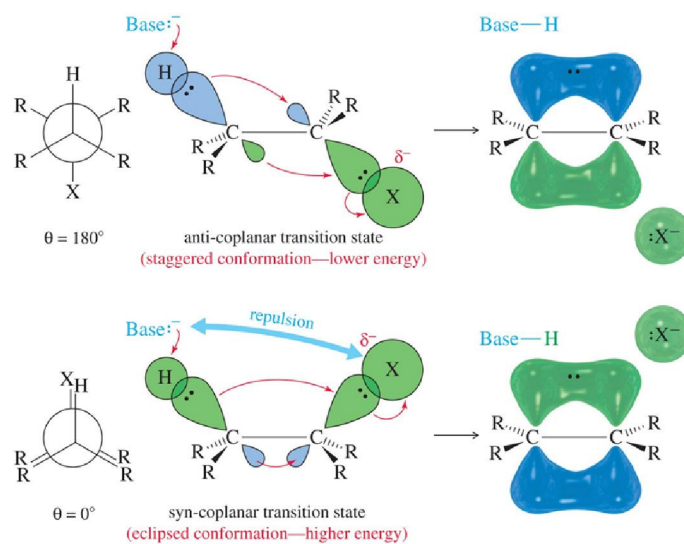 Base:⁻
Base—H
H
R R
R R
X
H
R
R
C C
R
R
δ⁻
X
R R
C C
R R
:X⁻
θ = 180°
anti-coplanar transition state
(staggered conformation—lower energy)
Base:⁻
repulsion
δ⁻
Base—H
:X⁻
X
H
R R
R R
H
X
R
R
C C
R
R
R R
C C
R R
θ = 0°
syn-coplanar transition state
(eclipsed conformation—higher energy)